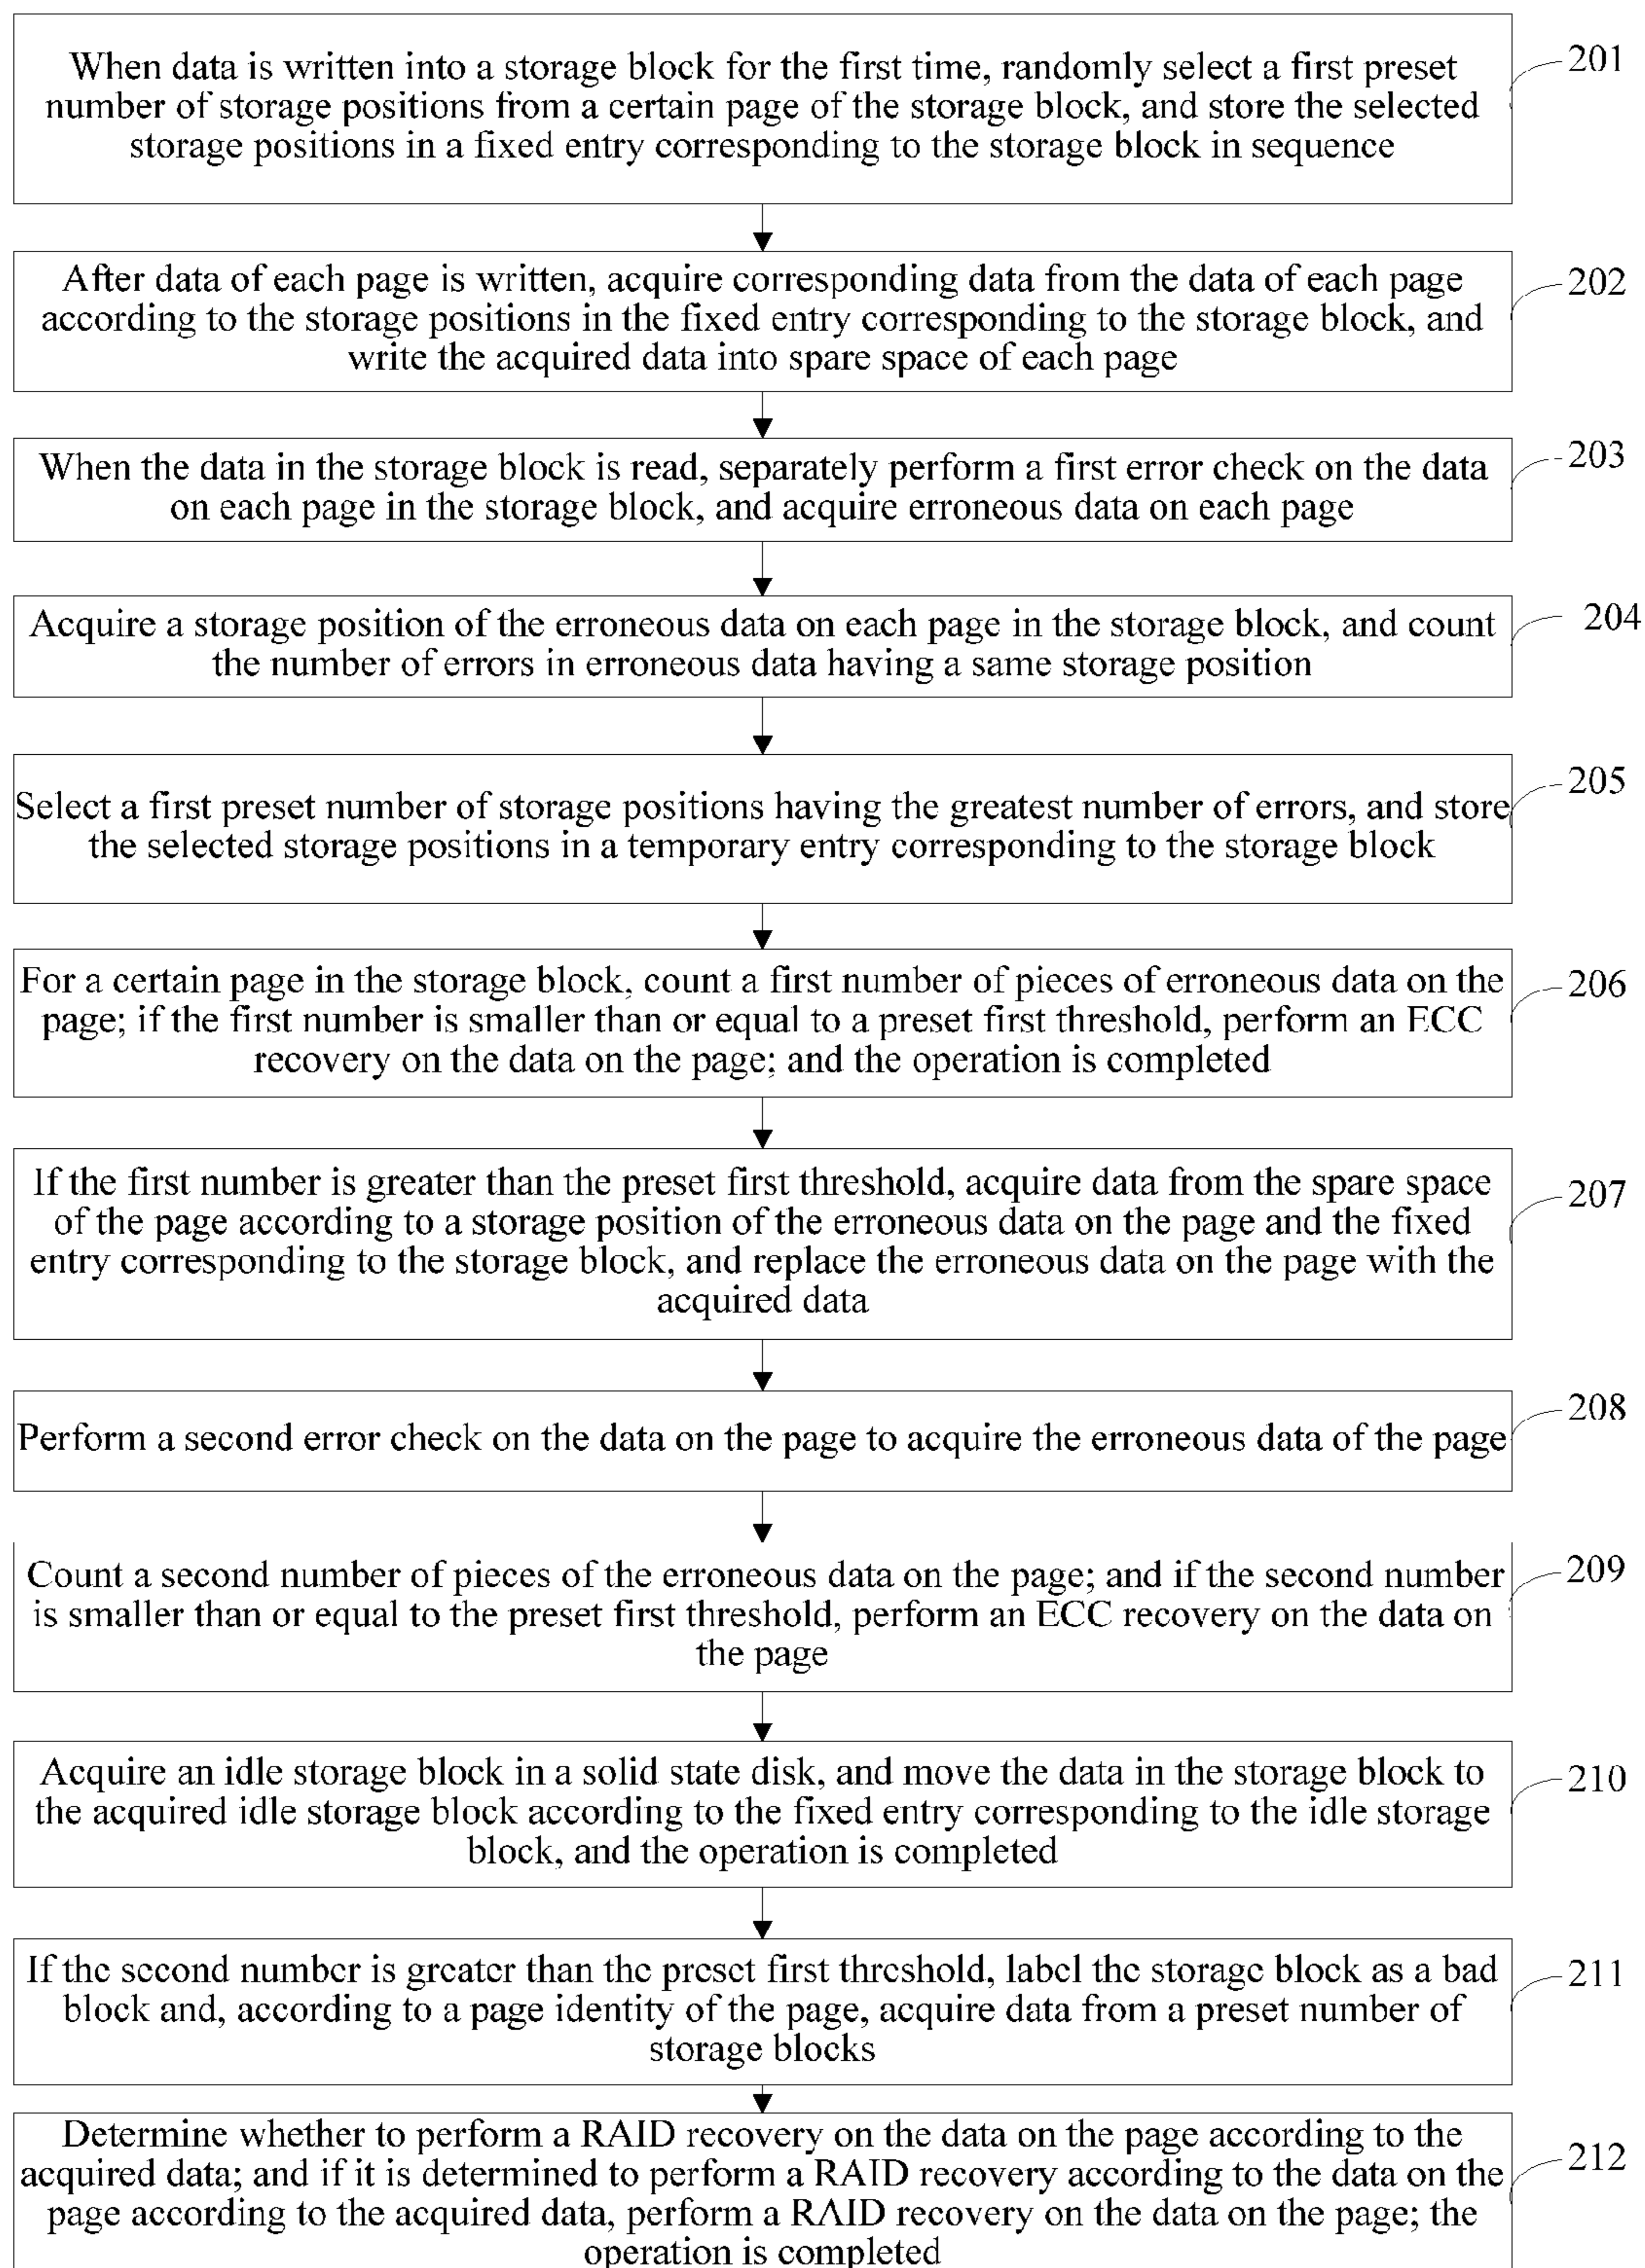 When data is written into a storage block for the first time, randomly select a first preset
number of storage positions from a certain page of the storage block, and store the selected
storage positions in a fixed entry corresponding to the storage block in sequence
201
After data of each page is written, acquire corresponding data from the data of each page
according to the storage positions in the fixed entry corresponding to the storage block, and
write the acquired data into spare space of each page
202
When the data in the storage block is read, separately perform a first error check on the data
on each page in the storage block, and acquire erroneous data on each page
203
Acquire a storage position of the erroneous data on each page in the storage block, and count
the number of errors in erroneous data having a same storage position
204
Select a first preset number of storage positions having the greatest number of errors, and store
the selected storage positions in a temporary entry corresponding to the storage block
205
For a certain page in the storage block, count a first number of pieces of erroneous data on the
page; if the first number is smaller than or equal to a preset first threshold, perform an ECC
recovery on the data on the page; and the operation is completed
206
If the first number is greater than the preset first threshold, acquire data from the spare space
of the page according to a storage position of the erroneous data on the page and the fixed
entry corresponding to the storage block, and replace the erroneous data on the page with the
acquired data
207
Perform a second error check on the data on the page to acquire the erroneous data of the page
208
Count a second number of pieces of the erroneous data on the page; and if the second number
is smaller than or equal to the preset first threshold, perform an ECC recovery on the data on
the page
209
Acquire an idle storage block in a solid state disk, and move the data in the storage block to
the acquired idle storage block according to the fixed entry corresponding to the idle storage
block, and the operation is completed
210
If the second number is greater than the preset first threshold, label the storage block as a bad
block and, according to a page identity of the page, acquire data from a preset number of
storage blocks
211
Determine whether to perform a RAID recovery on the data on the page according to the
acquired data; and if it is determined to perform a RAID recovery according to the data on the
page according to the acquired data, perform a RAID recovery on the data on the page; the
operation is completed
212